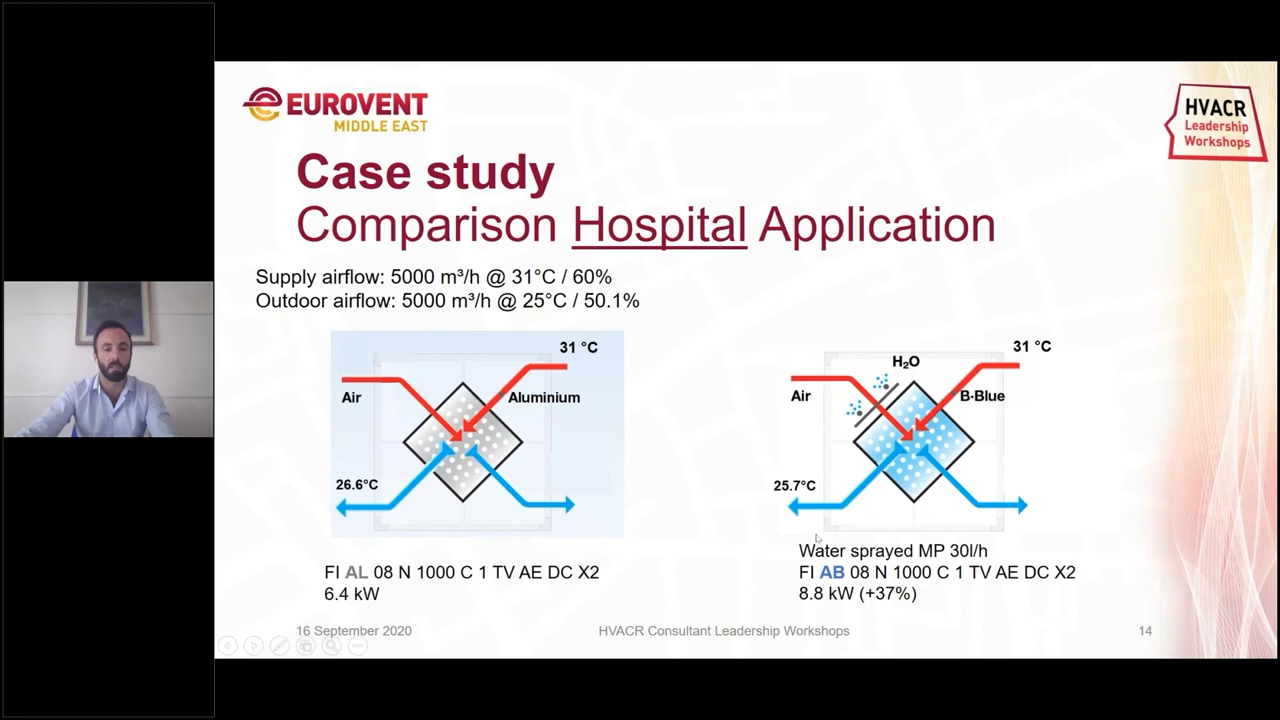 EUROVENT
MIDDLE EAST
HVACR
Leadership
Workshops
Case study
Comparison Hospital Application
Supply airflow: 5000 m³/h @ 31°C / 60%
Outdoor airflow: 5000 m³/h @ 25°C / 50.1%
31 °C
Air
Aluminium
26.6°C
FI AL 08 N 1000 C 1 TV AE DC X2
6.4 kW
31 °C
H₂O
Air
B·Blue
25.7°C
Water sprayed MP 30l/h
FI AB 08 N 1000 C 1 TV AE DC X2
8.8 kW (+37%)
16 September 2020
HVACR Consultant Leadership Workshops
14